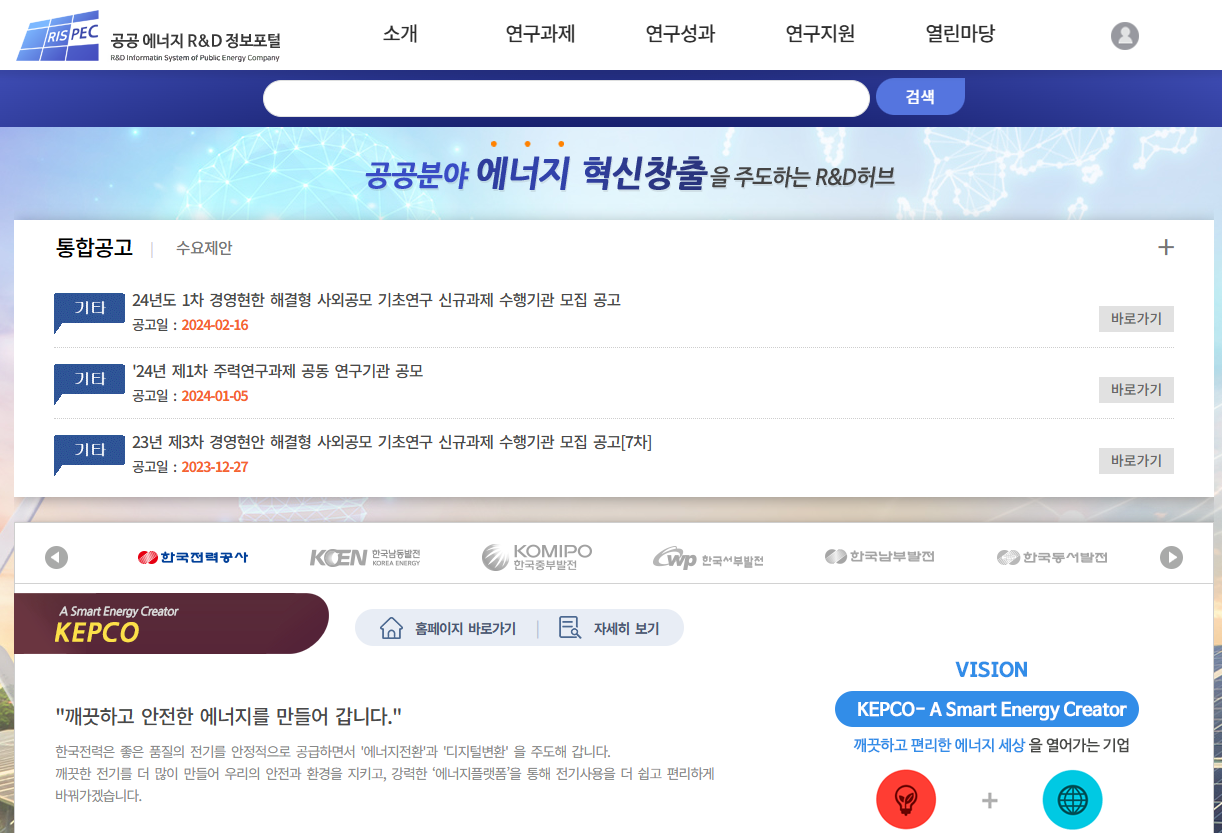 RISPEC
공공 에너지 R&D 정보포털
R&D Informatin System of Public Energy Company
소개 연구과제 연구성과 연구지원 열린마당
검색
공공분야 에너지 혁신창출을 주도하는 R&D허브
통합공고 수요제안 +
기타 24년도 1차 경영현한 해결형 사외공모 기초연구 신규과제 수행기관 모집 공고
공고일 : 2024-02-16 바로가기
기타 '24년 제1차 주력연구과제 공동 연구기관 공모
공고일 : 2024-01-05 바로가기
기타 23년 제3차 경영현안 해결형 사외공모 기초연구 신규과제 수행기관 모집 공고[7차]
공고일 : 2023-12-27 바로가기
한국전력공사 KOEN 한국남동발전 KOREA ENERGY KOMIPO 한국중부발전 wp 한국서부발전 한국남부발전 한국동서발전
A Smart Energy Creator
KEPCO
홈페이지 바로가기 자세히 보기
"깨끗하고 안전한 에너지를 만들어 갑니다."
한국전력은 좋은 품질의 전기를 안정적으로 공급하면서 '에너지전환'과 '디지털변환' 을 주도해 갑니다.
깨끗한 전기를 더 많이 만들어 우리의 안전과 환경을 지키고, 강력한 '에너지플랫폼'을 통해 전기사용을 더 쉽고 편리하게
바꿔가겠습니다.
VISION
KEPCO- A Smart Energy Creator
깨끗하고 편리한 에너지 세상 을 열어가는 기업
+